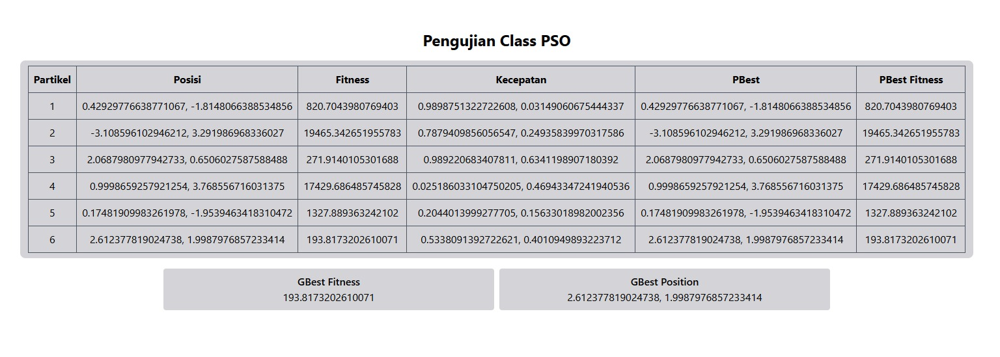 Pengujian Class PSO
Partikel Posisi Fitness Kecepatan PBest PBest Fitness
1 0.42929776638771067, -1.8148066388534856 820.7043980769403 0.9898751322722608, 0.03149060675444337 0.42929776638771067, -1.8148066388534856 820.7043980769403
2 -3.108596102946212, 3.291986968336027 19465.342651955783 0.7879409856056547, 0.24935839970317586 -3.108596102946212, 3.291986968336027 19465.342651955783
3 2.0687980977942733, 0.6506027587588488 271.9140105301688 0.989220683407811, 0.6341198907180392 2.0687980977942733, 0.6506027587588488 271.9140105301688
4 0.9998659257921254, 3.768556716031375 17429.686485745828 0.025186033104750205, 0.46943347241940536 0.9998659257921254, 3.768556716031375 17429.686485745828
5 0.17481909983261978, -1.9539463418310472 1327.889363242102 0.2044013999277705, 0.15633018982002356 0.17481909983261978, -1.9539463418310472 1327.889363242102
6 2.612377819024738, 1.9987976857233414 193.8173202610071 0.5338091392722621, 0.4010949893223712 2.612377819024738, 1.9987976857233414 193.8173202610071
GBest Fitness GBest Position
193.8173202610071 2.612377819024738, 1.9987976857233414